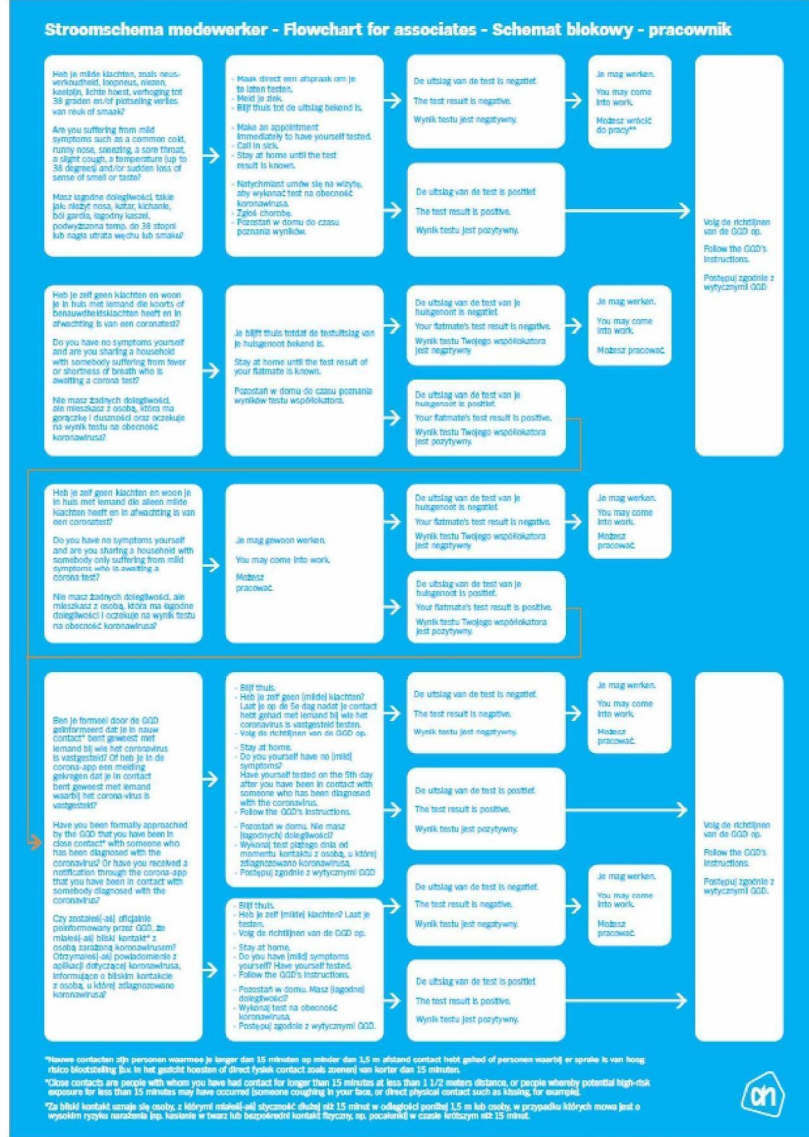 Stroomschema medewerker - Flowchart for associates - Schemat blokowy - pracownik
Heb je milde klachten, zoals neus-
verkoudheid, loopneus, niezen,
keelpijn, lichte hoest, verhoging tot
38 graden en/of plotseling verlies
van reuk of smaak?
Are you suffering from mild
symptoms such as a common cold,
runny nose, sneezing, a sore throat,
a slight cough, a temperature (up to
38 degrees) and/or sudden loss of
sense of smell or taste?
Masz łagodne dolegliwości, takie
jak: nieżyt nosa, katar, kichanie,
ból gardła, łagodny kaszel,
podwyższona temp. do 38 stopni
lub nagła utrata węchu lub smaku?
- Maak direct een afspraak om je
te laten testen.
- Meld je ziek.
- Blijf thuis tot de uitslag bekend is.
- Make an appointment
immediately to have yourself tested.
- Call in sick.
- Stay at home until the test
result is known.
- Natychmiast umów się na wizytę,
aby wykonać test na obecność
koronawirusa.
- Zgłoś chorobę.
- Pozostań w domu do czasu
poznania wyników.
De uitslag van de test is negatief.
The test result is negative.
Wynik testu jest negatywny.
Je mag werken.
You may come
into work.
Możesz wrócić
do pracy**
De uitslag van de test is positief
The test result is positive.
Wynik testu jest pozytywny.
Volg de richtlijnen
van de GGD op.
Follow the GGD's
instructions.
Postępuj zgodnie z
wytycznymi GGD
Heb je zelf geen klachten en woon
je in huis met iemand die koorts of
benauwdheidsklachten heeft en in
afwachting is van een coronatest?
Do you have no symptoms yourself
and are you sharing a household
with somebody suffering from fever
or shortness of breath who is
awaiting a corona test?
Nie masz żadnych dolegliwości,
ale mieszkasz z osobą, która ma
gorączkę i duszności oraz oczekuje
na wynik testu na obecność
koronawirusa?
Je blijft thuis totdat de testuitslag van
je huisgenoot bekend is.
Stay at home until the test result of
your flatmate is known.
Pozostań w domu do czasu poznania
wyników testu współlokatora.
De uitslag van de test van je
huisgenoot is negatief
Your flatmate's test result is negative.
Wynik testu Twojego współlokatora
jest negatywny
Je mag werken.
You may come
into work.
Możesz pracować.
De uitslag van de test van je
huisgenoot is positief.
Your flatmate's test result is positive.
Wynik testu Twojego współlokatora
jest pozytywny.
Heb je zelf geen klachten en woon je
in huis met iemand die alleen milde
klachten heeft en in afwachting is van
een coronatest?
Do you have no symptoms yourself
and are you sharing a household with
somebody only suffering from mild
symptoms who is awaiting a
corona test?
Nie masz żadnych dolegliwości, ale
mieszkasz z osobą, która ma łagodne
dolegliwości i oczekuje na wynik testu
na obecność koronawirusa?
Je mag gewoon werken.
You may come into work.
Możesz
pracować.
De uitslag van de test van je
huisgenoot is negatief
Your flatmate's test result is negative.
Wynik testu Twojego współlokatora
jest negatywny
Je mag werken.
You may come
into work.
Możesz
pracować.
De uitslag van de test van je
huisgenoot is positief.
Your flatmate's test result is positive.
Wynik testu Twojego współlokatora
jest pozytywny.
Ben je formeel door de GGD
geïnformeerd dat je in nauw
contact* bent geweest met
iemand bij wie het coronavirus
is vastgesteld? Of heb je in de
corona-app een melding
gekregen dat je in contact
bent geweest met iemand
waarbij het corona-virus is
vastgesteld?
Have you been formally approached
by the GGD that you have been in
close contact* with someone who
has been diagnosed with the
coronavirus? Or have you received a
notification through the corona-app
that you have been in contact with
somebody diagnosed with the
coronavirus?
Czy zostałeś(-aś) oficjalnie
poinformowany przez GGD, że
miałeś(-aś) bliski kontakt* z
osobą zarażoną koronawirusem?
Otrzymałeś(-aś) powiadomienie z
aplikacji dotyczącej koronawirusa,
informujące o bliskim kontakcie
z osobą, u której zdiagnozowano
koronawirusa?
- Blijf thuis.
- Heb je zelf geen (milde) klachten?
Laat je op de 5e dag nadat je contact
hebt gehad met iemand bij wie het
coronavirus is vastgesteld testen.
- Volg de richtlijnen van de GGD op.
- Stay at home.
- Do you yourself have no (mild)
symptoms?
Have yourself tested on the 5th day
after you have been in contact with
someone who has been diagnosed
with the coronavirus.
- Follow the GGD's instructions.
- Pozostań w domu. Nie masz
(łagodnych) dolegliwości?
- Wykonaj test piątego dnia od
momentu kontaktu z osobą, u której
zdiagnozowano koronawirusa.
- Postępuj zgodnie z wytycznymi GGD
De uitslag van de test is negatief.
The test result is negative.
Wynik testu jest negatywny.
Je mag werken.
You may come
into work.
Możesz
pracować.
De uitslag van de test is positief
The test result is positive.
Wynik testu jest pozytywny.
Volg de richtlijnen
van de GGD op.
Follow the GGD's
instructions.
Postępuj zgodnie z
wytycznymi GGD.
- Blijf thuis.
- Heb je zelf (milde) klachten? Laat je
testen.
- Volg de richtlijnen van de GGD op.
- Stay at home.
- Do you have (mild) symptoms
yourself? Have yourself tested.
- Follow the GGD's instructions.
- Pozostań w domu. Masz (łagodne)
dolegliwości?
- Wykonaj test na obecność
koronawirusa.
- Postępuj zgodnie z wytycznymi GGD.
De uitslag van de test is negatief.
The test result is negative.
Wynik testu jest negatywny.
Je mag werken.
You may come
into work.
Możesz
pracować.
De uitslag van de test is positief
The test result is positive.
Wynik testu jest pozytywny.
*Nauwe contacten zijn personen waarmee je langer dan 15 minuten op minder dan 1,5 m afstand contact hebt gehad of personen waarbij er sprake is van hoog
risico blootstelling (b.v. in het gezicht hoesten of direct fysiek contact zoals zoenen) van korter dan 15 minuten.
*Close contacts are people with whom you have had contact for longer than 15 minutes at less than 1 1/2 meters distance, or people whereby potential high-risk
exposure for less than 15 minutes may have occurred (someone coughing in your face, or direct physical contact such as kissing, for example).
*Za bliski kontakt uznaje się osoby, z którymi miałeś(-aś) styczność dłużej niż 15 minut w odległości poniżej 1,5 m lub osoby, w przypadku których mowa jest o
wysokim ryzyku narażenia (np. kasłanie w twarz lub bezpośredni kontakt fizyczny, np. pocałunki) w czasie krótszym niż 15 minut.
ah